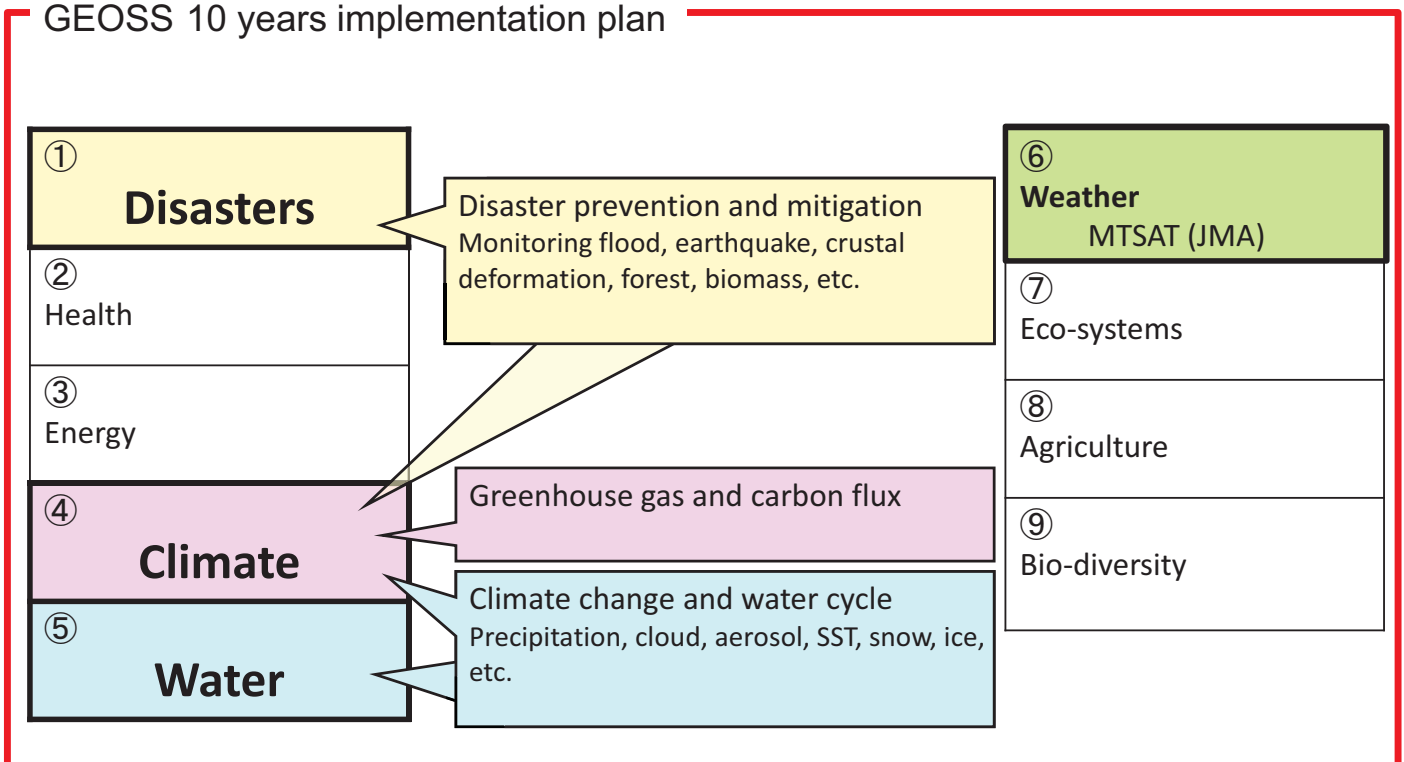 GEOSS 10 years implementation plan
①
Disasters
②
Health
③
Energy
④
Climate
⑤
Water
Disaster prevention and mitigation
Monitoring flood, earthquake, crustal
deformation, forest, biomass, etc.
Greenhouse gas and carbon flux
Climate change and water cycle
Precipitation, cloud, aerosol, SST, snow, ice,
etc.
⑥
Weather
MTSAT (JMA)
⑦
Eco-systems
⑧
Agriculture
⑨
Bio-diversity